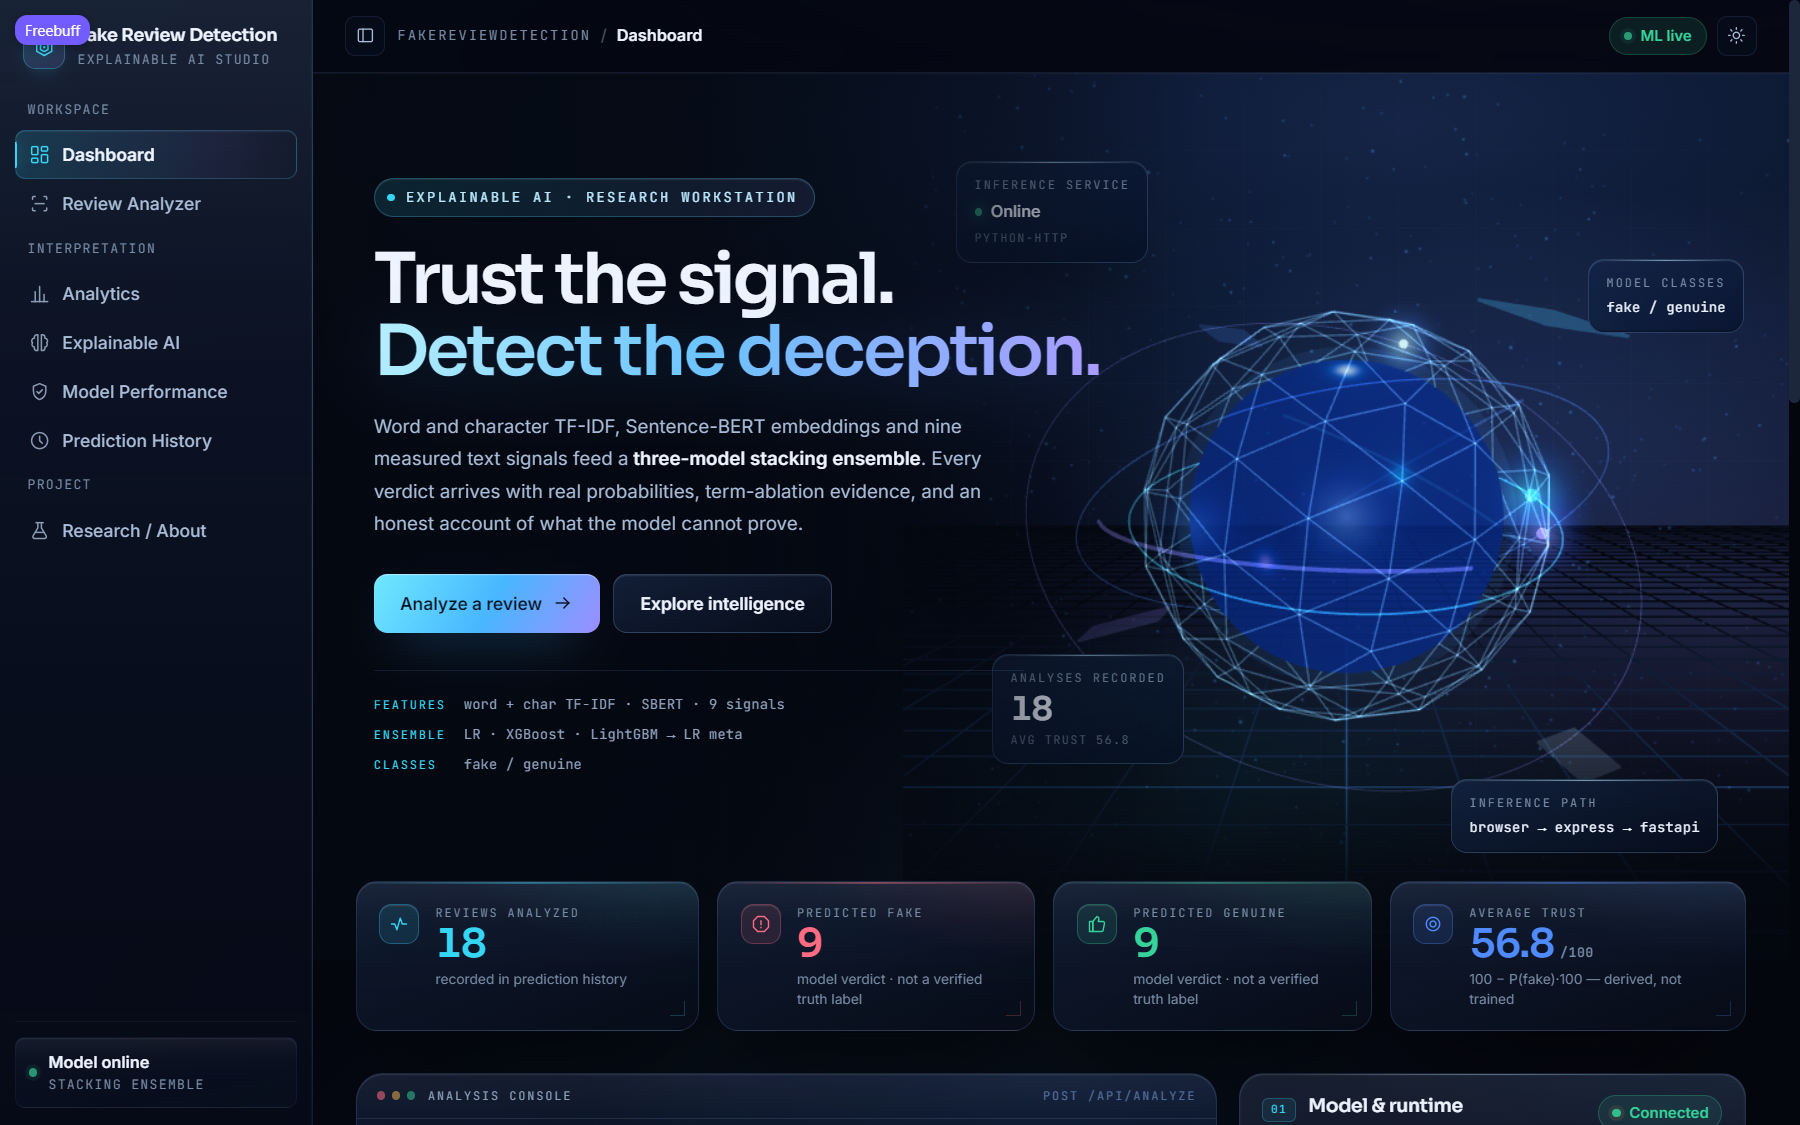 Freebuff
ake Review Detection
EXPLAINABLE AI STUDIO
WORKSPACE
Dashboard
Review Analyzer
INTERPRETATION
Analytics
Explainable AI
Model Performance
Prediction History
PROJECT
Research / About
Model online
STACKING ENSEMBLE
FAKEREVIEWDETECTION / Dashboard
ML live
EXPLAINABLE AI · RESEARCH WORKSTATION
Trust the signal.
Detect the deception.
Word and character TF-IDF, Sentence-BERT embeddings and nine
measured text signals feed a three-model stacking ensemble. Every
verdict arrives with real probabilities, term-ablation evidence, and an
honest account of what the model cannot prove.
Analyze a review →
Explore intelligence
FEATURES word + char TF-IDF · SBERT · 9 signals
ENSEMBLE LR · XGBoost · LightGBM → LR meta
CLASSES fake / genuine
INFERENCE SERVICE
Online
PYTHON-HTTP
MODEL CLASSES
fake / genuine
ANALYSES RECORDED
18
AVG TRUST 56.8
INFERENCE PATH
browser → express → fastapi
REVIEWS ANALYZED
18
recorded in prediction history
PREDICTED FAKE
9
model verdict · not a verified
truth label
PREDICTED GENUINE
9
model verdict · not a verified
truth label
AVERAGE TRUST
56.8 /100
100 − P(fake)·100 — derived, not
trained
ANALYSIS CONSOLE
POST /API/ANALYZE
01
Model & runtime
Connected